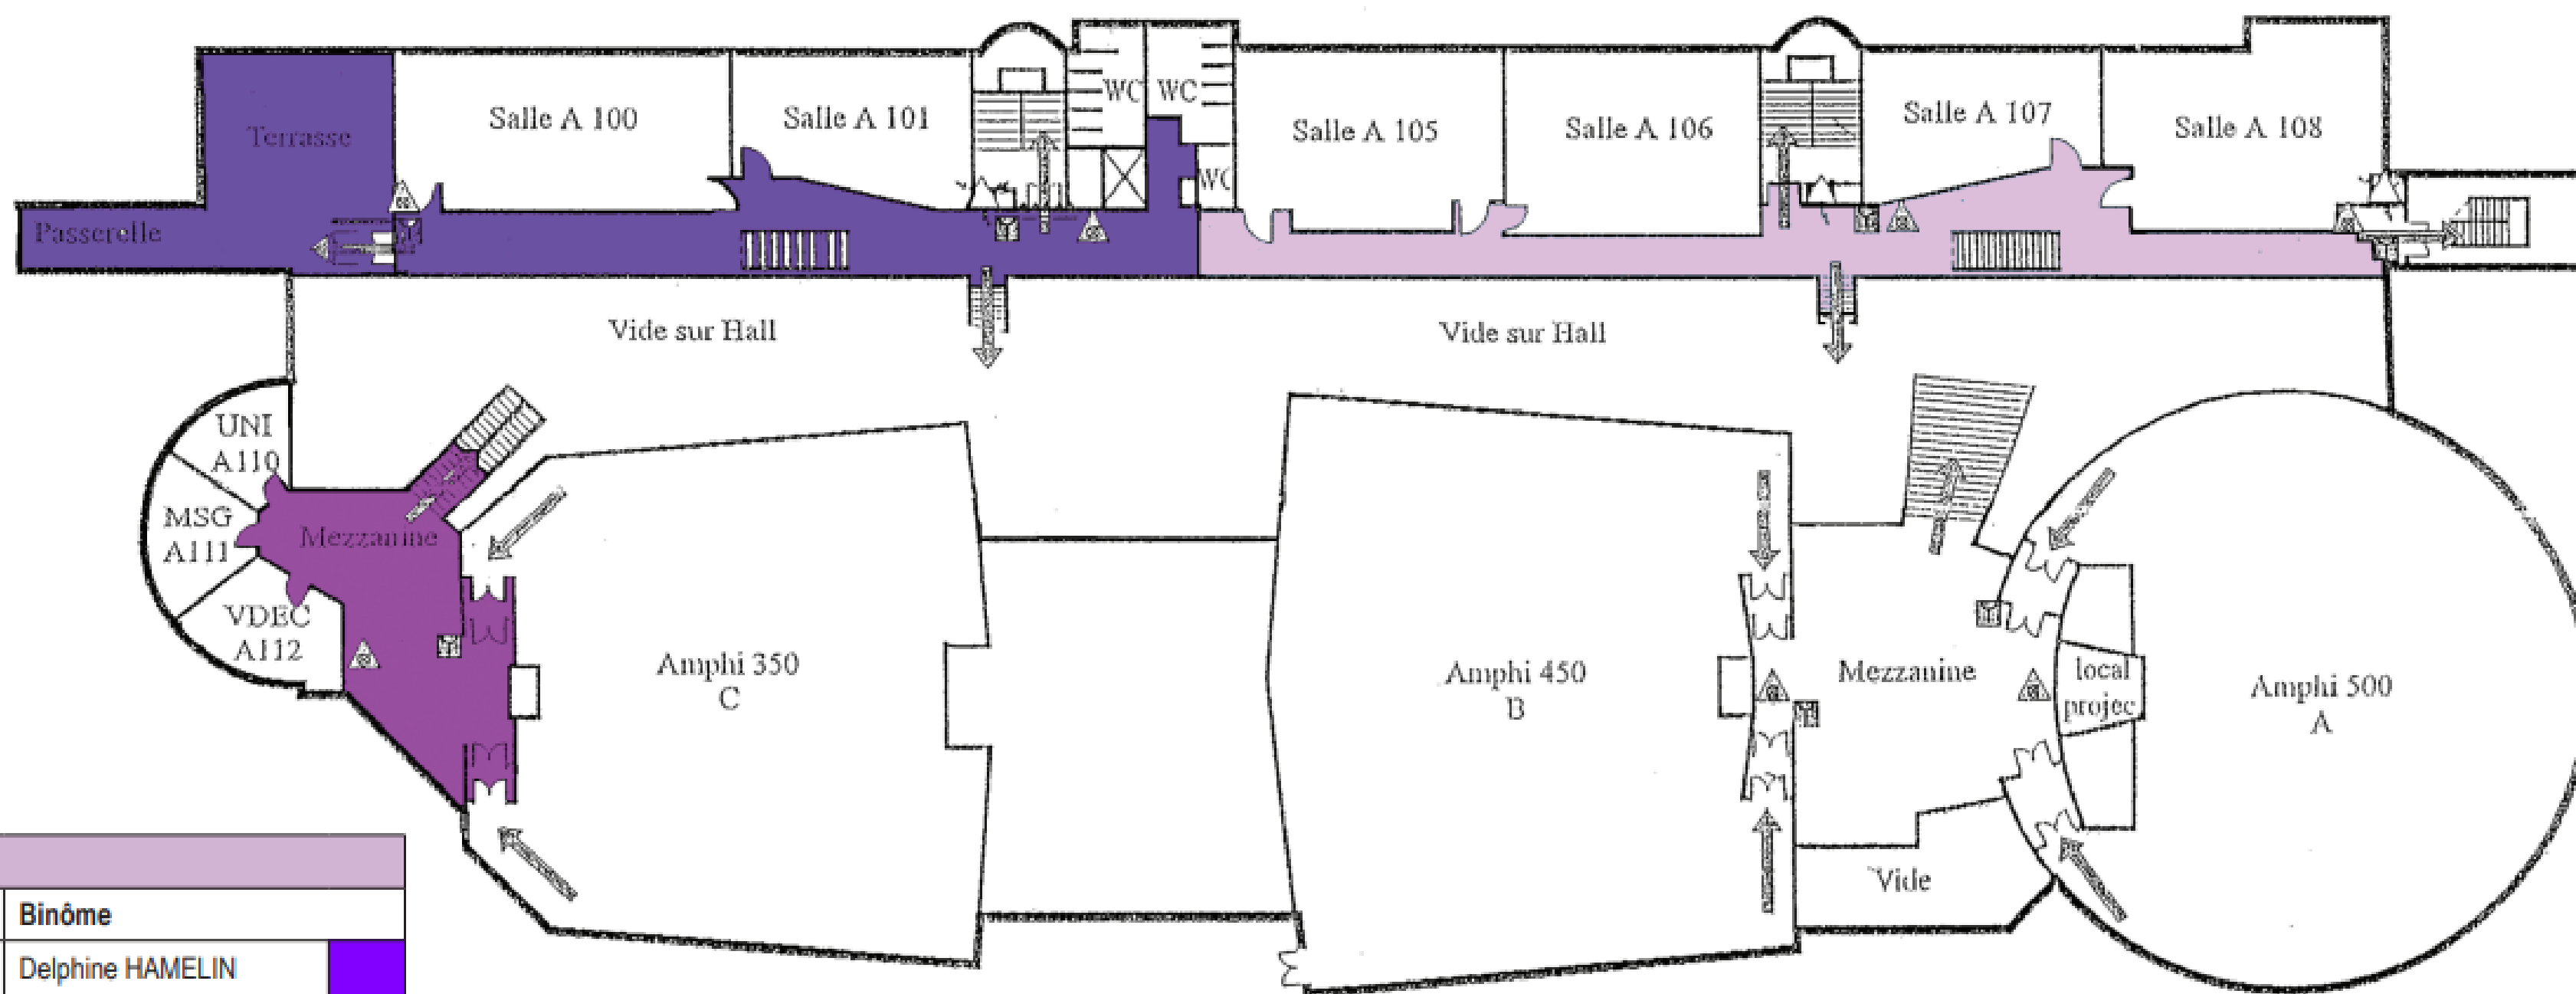 Terrasse
Salle A 100
Salle A 101
WC
WC
WC
Salle A 105
Salle A 106
Salle A 107
Salle A 108
Passerelle
Vide sur Hall
Vide sur Hall
UNI
A110
MSG
A111
VDEC
A112
Mezzanine
Amphi 350
C
Amphi 450
B
Mezzanine
local
projec
Amphi 500
A
Vide
Binôme
Delphine HAMELIN